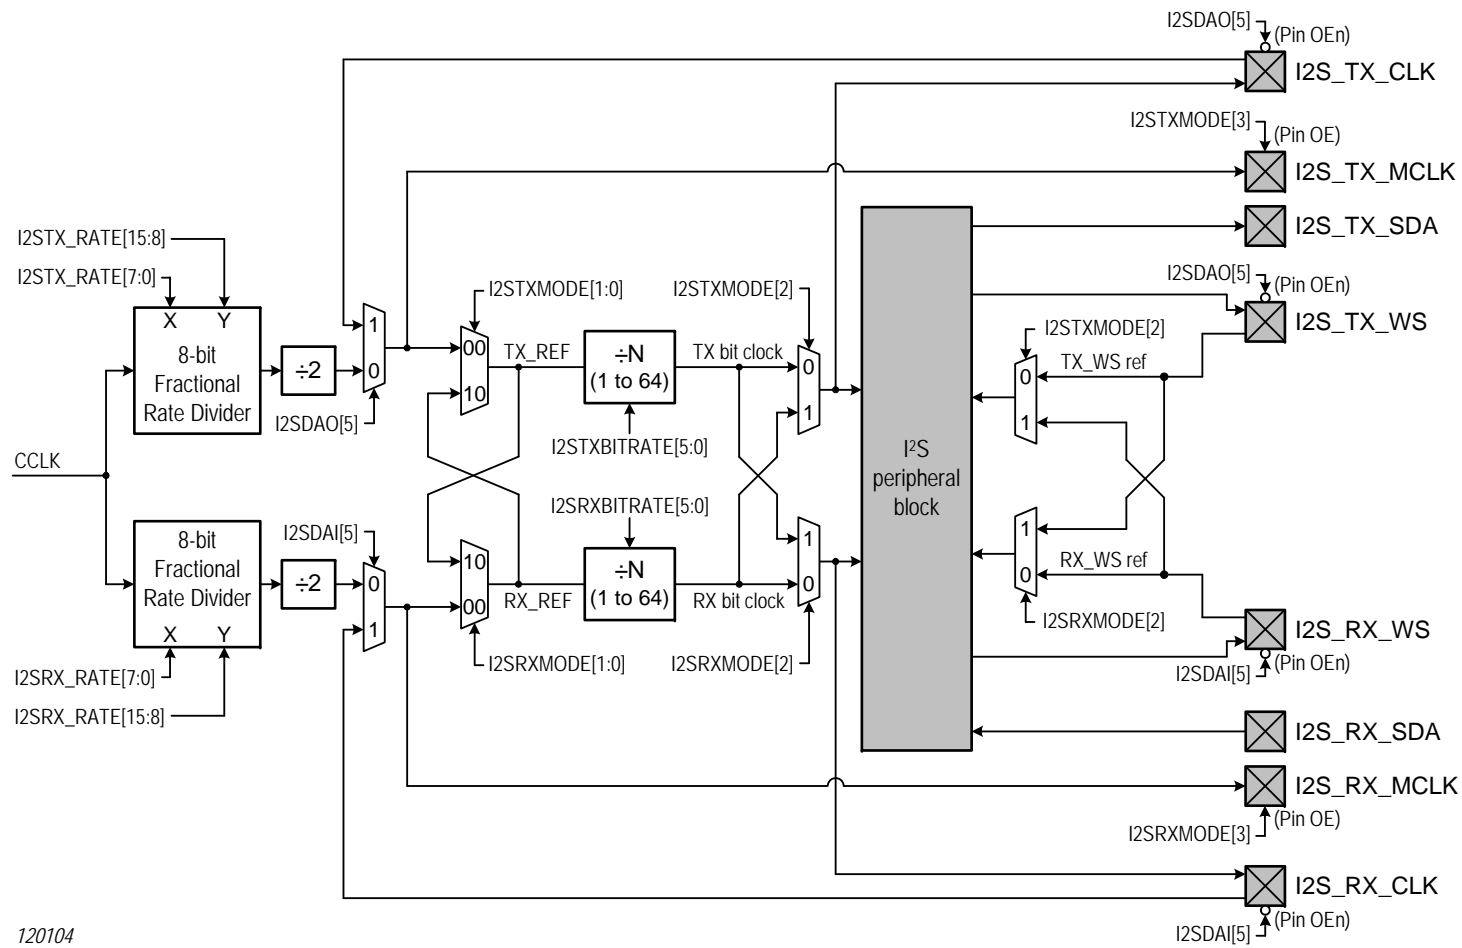 I2SDAO[5]
(Pin OEn)
I2S_TX_CLK
I2STXMODE[3]
(Pin OE)
I2S_TX_MCLK
I2STX_RATE[15:8]
I2S_TX_SDA
I2STX_RATE[7:0]
I2STXMODE[1:0]
I2STXMODE[2]
I2SDAO[5]
(Pin OEn)
I2S_TX_WS
X Y
8-bit
Fractional
Rate Divider
÷2
1
0
I2SDAO[5]
00
10
TX_REF
÷N
(1 to 64)
I2STXBITRATE[5:0]
TX bit clock
0
1
I2STXMODE[2]
0
1
TX_WS ref
CCLK
I²S
peripheral
block
8-bit
Fractional
Rate Divider
X Y
I2SDAI[5]
÷2
0
1
10
00
RX_REF
I2SRXBITRATE[5:0]
÷N
(1 to 64)
RX bit clock
1
0
1
0
RX_WS ref
I2SRXMODE[2]
I2S_RX_WS
(Pin OEn)
I2SDAI[5]
I2SRX_RATE[7:0]
I2SRXMODE[1:0]
I2SRXMODE[2]
I2SRX_RATE[15:8]
I2S_RX_SDA
I2S_RX_MCLK
(Pin OE)
I2SRXMODE[3]
I2S_RX_CLK
(Pin OEn)
I2SDAI[5]
120104